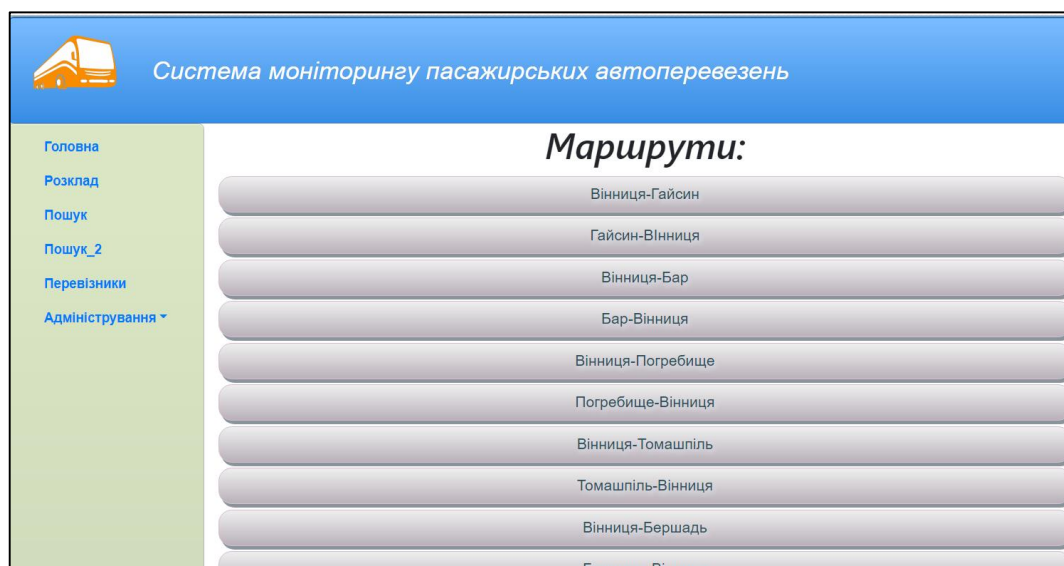 Система моніторингу пасажирських автоперевезень
Головна
Розклад
Пошук
Пошук_2
Перевізники
Адміністрування
Маршрути:
Вінниця-Гайсин
Гайсин-ВІнниця
Вінниця-Бар
Бар-Вінниця
Вінниця-Погребище
Погребище-Вінниця
Вінниця-Томашпіль
Томашпіль-Вінниця
Вінниця-Бершадь